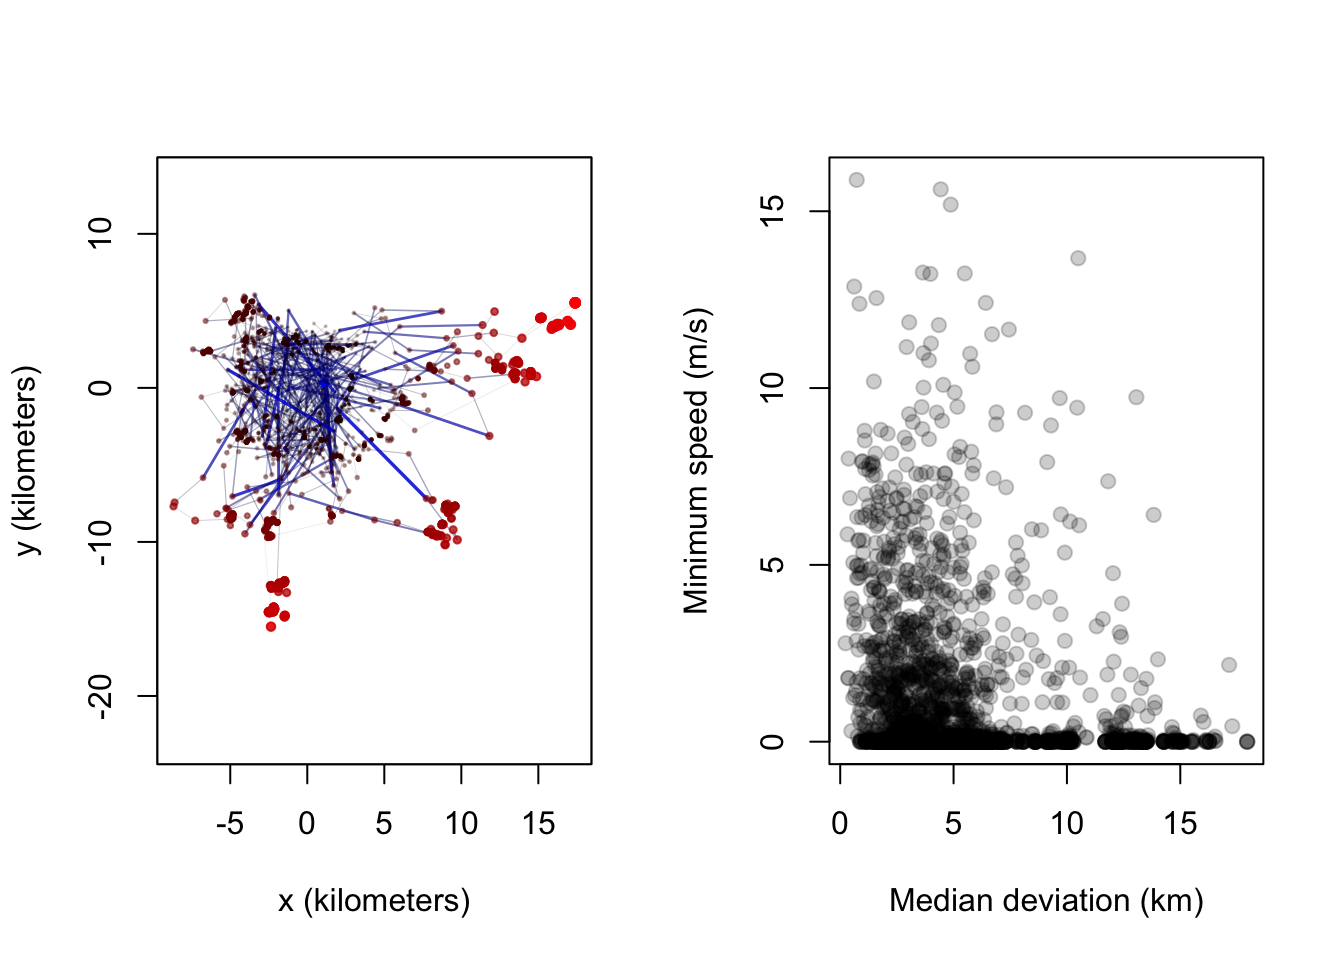 10
0
-10
-20
y (kilometers)
-5 0 5 10 15
x (kilometers)
15
10
5
0
Minimum speed (m/s)
0 5 10 15
Median deviation (km)